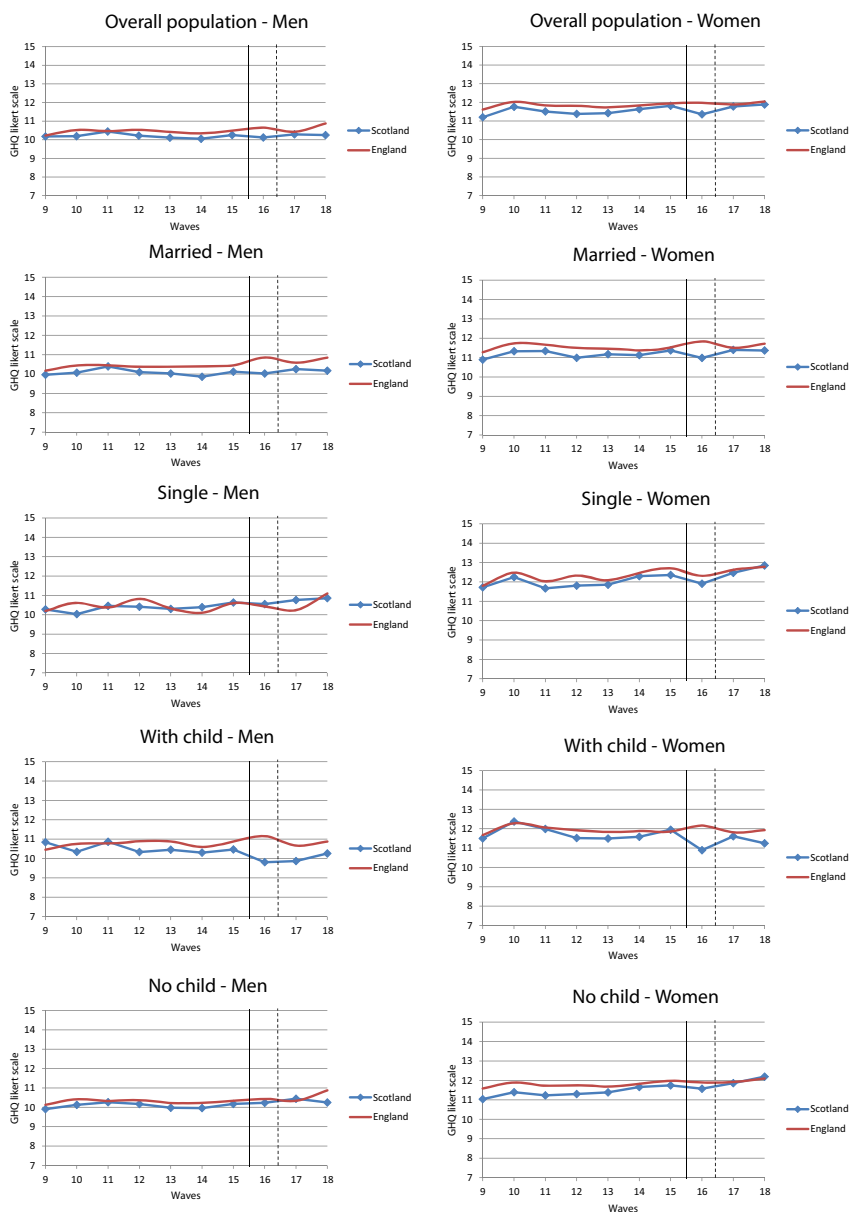 Overall population - Men
15
14
13
12
11
10
9
8
7
GHQ likert scale
9 10 11 12 13 14 15 16 17 18
Waves
Scotland
England
Overall population - Women
15
14
13
12
11
10
9
8
7
GHQ likert scale
9 10 11 12 13 14 15 16 17 18
Waves
Scotland
England
Married - Men
15
14
13
12
11
10
9
8
7
GHQ likert scale
9 10 11 12 13 14 15 16 17 18
Waves
Scotland
England
Married - Women
15
14
13
12
11
10
9
8
7
GHQ likert scale
9 10 11 12 13 14 15 16 17 18
Waves
Scotland
England
Single - Men
15
14
13
12
11
10
9
8
7
GHQ likert scale
9 10 11 12 13 14 15 16 17 18
Waves
Scotland
England
Single - Women
15
14
13
12
11
10
9
8
7
GHQ likert scale
9 10 11 12 13 14 15 16 17 18
Waves
Scotland
England
With child - Men
15
14
13
12
11
10
9
8
7
GHQ likert scale
9 10 11 12 13 14 15 16 17 18
Waves
Scotland
England
With child - Women
15
14
13
12
11
10
9
8
7
GHQ likert scale
9 10 11 12 13 14 15 16 17 18
Waves
Scotland
England
No child - Men
15
14
13
12
11
10
9
8
7
GHQ likert scale
9 10 11 12 13 14 15 16 17 18
Waves
Scotland
England
No child - Women
15
14
13
12
11
10
9
8
7
GHQ likert scale
9 10 11 12 13 14 15 16 17 18
Waves
Scotland
England